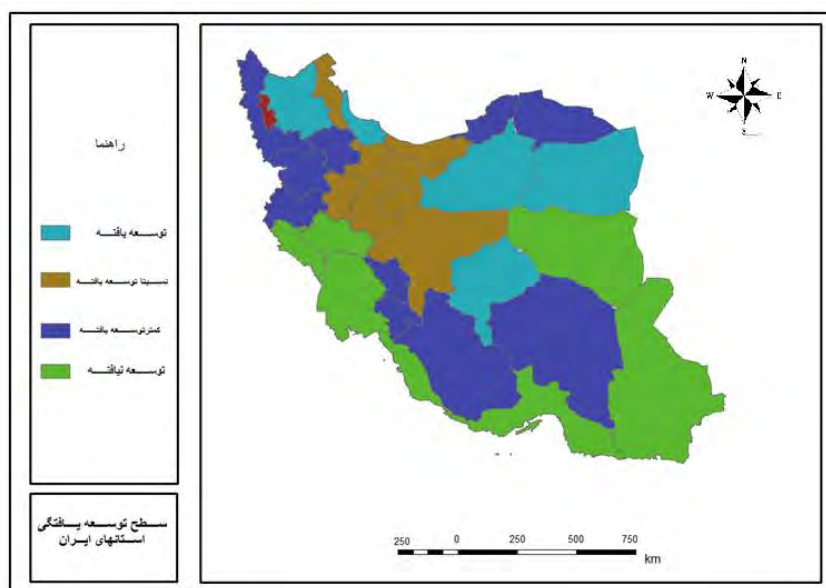 راهنما
توسعه یافته
نسبتا توسعه یافته
کمتر توسعه یافته
توسعه نیافته
سطح توسعه یافتگی
استانهای ایران
N
W E
S
250 0 250 500 750
km